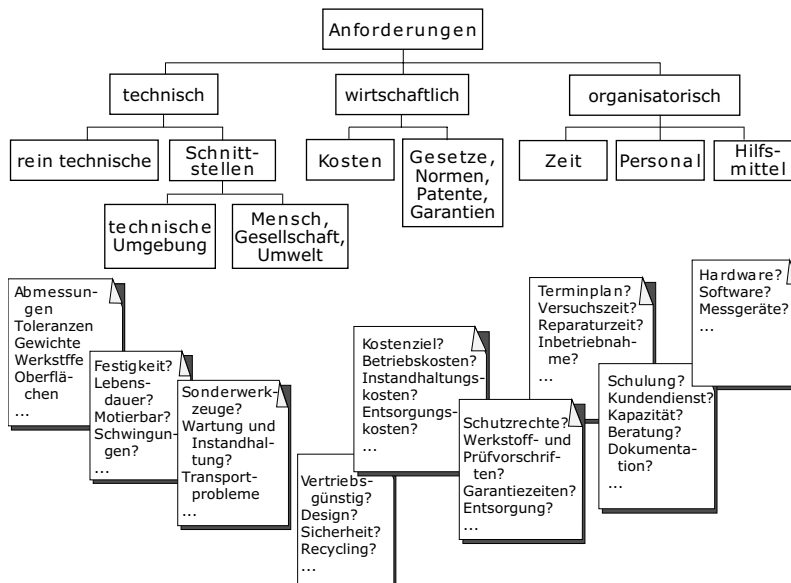 Anforderungen
technisch
wirtschaftlich
organisatorisch
rein technische
Schnitt-
stellen
Kosten
Gesetze,
Normen,
Patente,
Garantien
Zeit
Personal
Hilfs-
mittel
technische
Umgebung
Mensch,
Gesellschaft,
Umwelt
Abmessun-
gen
Toleranzen
Gewichte
Werkstffe
Oberflä-
chen
...
Festigkeit?
Lebens-
dauer?
Motierbar?
Schwingun-
gen?
...
Sonderwerk-
zeuge?
Wartung und
Instandhal-
tung?
Transport-
probleme
...
Vertriebs-
günstig?
Design?
Sicherheit?
Recycling?
...
Kostenziel?
Betriebskosten?
Instandhaltungs-
kosten?
Entsorgungs-
kosten?
...
Schutzrechte?
Werkstoff- und
Prüfvorschrif-
ten?
Garantiezeiten?
Entsorgung?
...
Terminplan?
Versuchszeit?
Reparaturzeit?
Inbetriebnah-
me?
...
Schulung?
Kundendienst?
Kapazität?
Beratung?
Dokumenta-
tion?
...
Hardware?
Software?
Messgeräte?
...